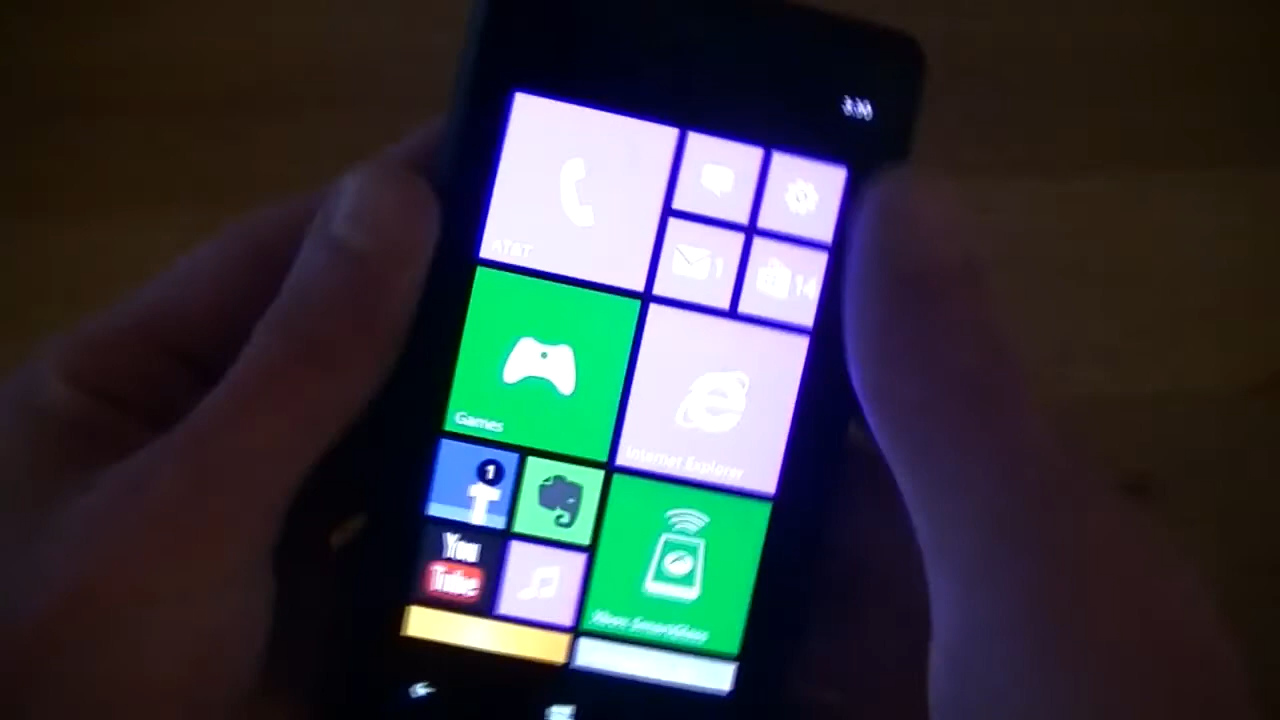 AT&T
1
14
Games
Internet Explorer
1
You
Tube
Xbox SmartGlass